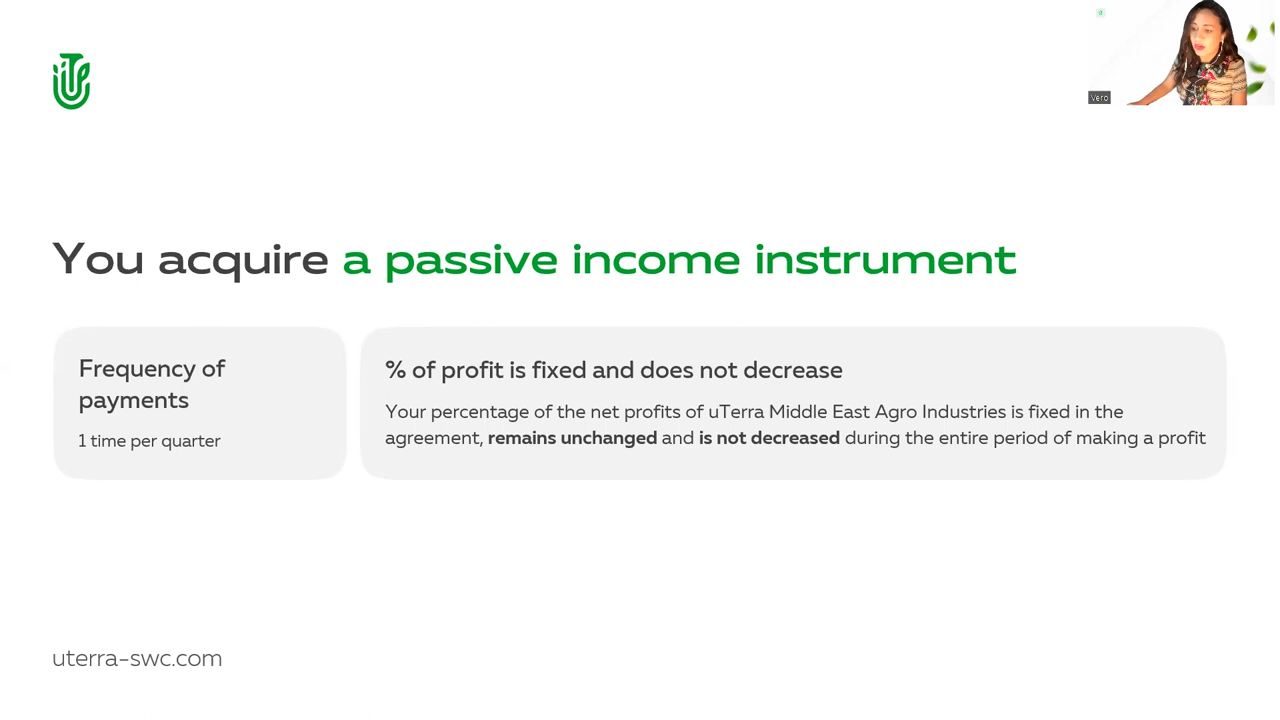 Vero
You acquire a passive income instrument
Frequency of
payments
1 time per quarter
% of profit is fixed and does not decrease
Your percentage of the net profits of uTerra Middle East Agro Industries is fixed in the
agreement, remains unchanged and is not decreased during the entire period of making a profit
uterra-swc.com